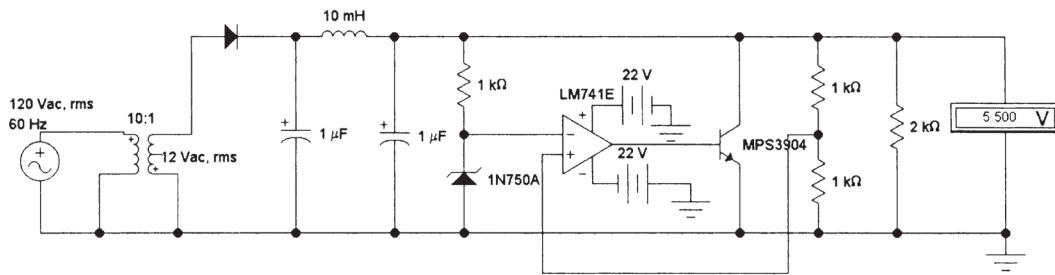 10 mH
120 Vac, rms
60 Hz
10:1
12 Vac, rms
+
+
+
+
1 µF
+
1 µF
1 kΩ
1N750A
LM741E
22 V
+
−
+
−
22 V
MPS3904
1 kΩ
1 kΩ
2 kΩ
5.500 V